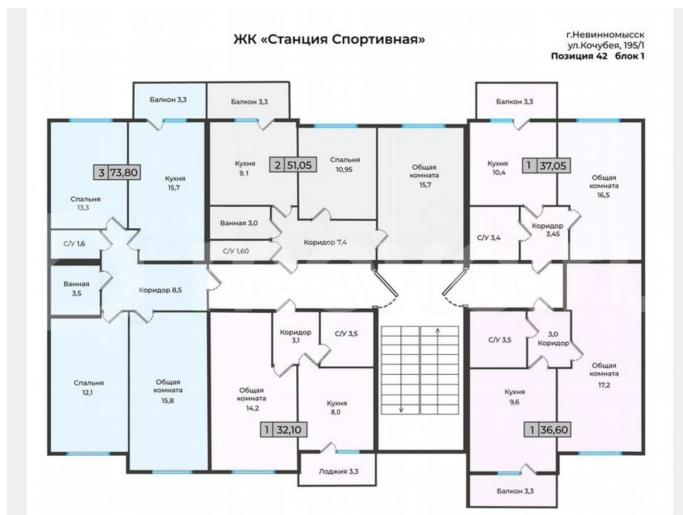 ЖК «Станция Спортивная»
г.Невинномысск
ул.Кочубея, 195/1
Позиция 42 блок 1
Балкон 3,3
Балкон 3,3
Балкон 3,3
3 73,80
Кухня
15,7
Спальня
13,3
С/У 1,6
Ванная
3,5
Коридор 8,5
Спальня
12,1
Общая
комната
15,8
Кухня
9,1
2 51,05
Спальня
10,95
Общая
комната
15,7
Ванная 3,0
С/У 1,60
Коридор 7,4
Кухня
10,4
1 37,05
Общая
комната
16,5
С/У 3,4
Коридор
3,45
Коридор
3,1
С/У 3,5
Общая
комната
14,2
Кухня
8,0
1 32,10
Лоджия 3,3
С/У 3,5
3,0
Коридор
Общая
комната
17,2
Кухня
9,6
1 36,60
Балкон 3,3